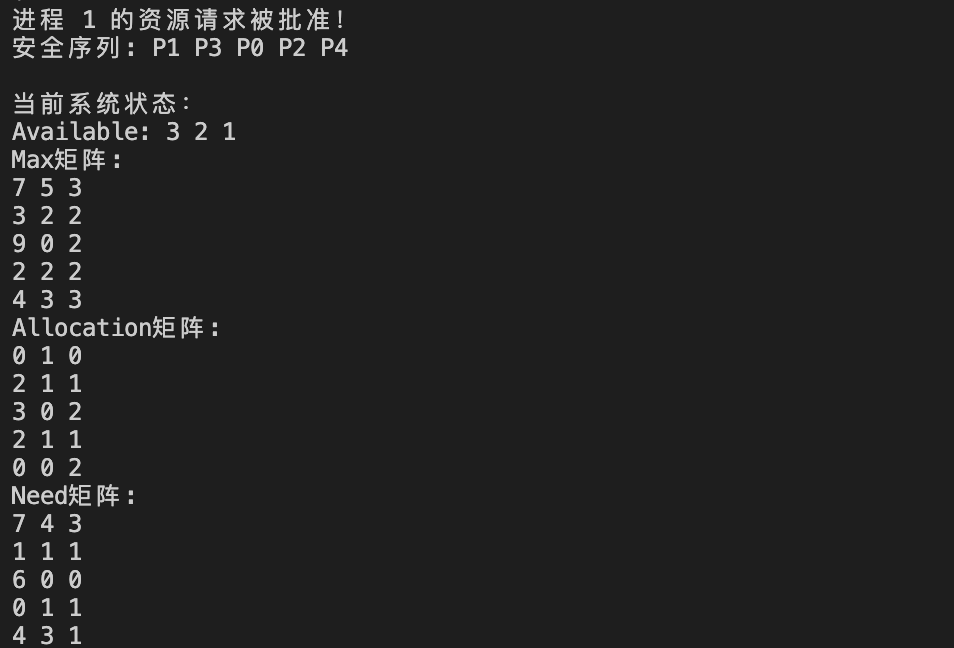 进程 1 的资源请求被批准!
安全序列: P1 P3 P0 P2 P4
当前系统状态:
Available: 3 2 1
Max矩阵:
7 5 3
3 2 2
9 0 2
2 2 2
4 3 3
Allocation矩阵:
0 1 0
2 1 1
3 0 2
2 1 1
0 0 2
Need矩阵:
7 4 3
1 1 1
6 0 0
0 1 1
4 3 1